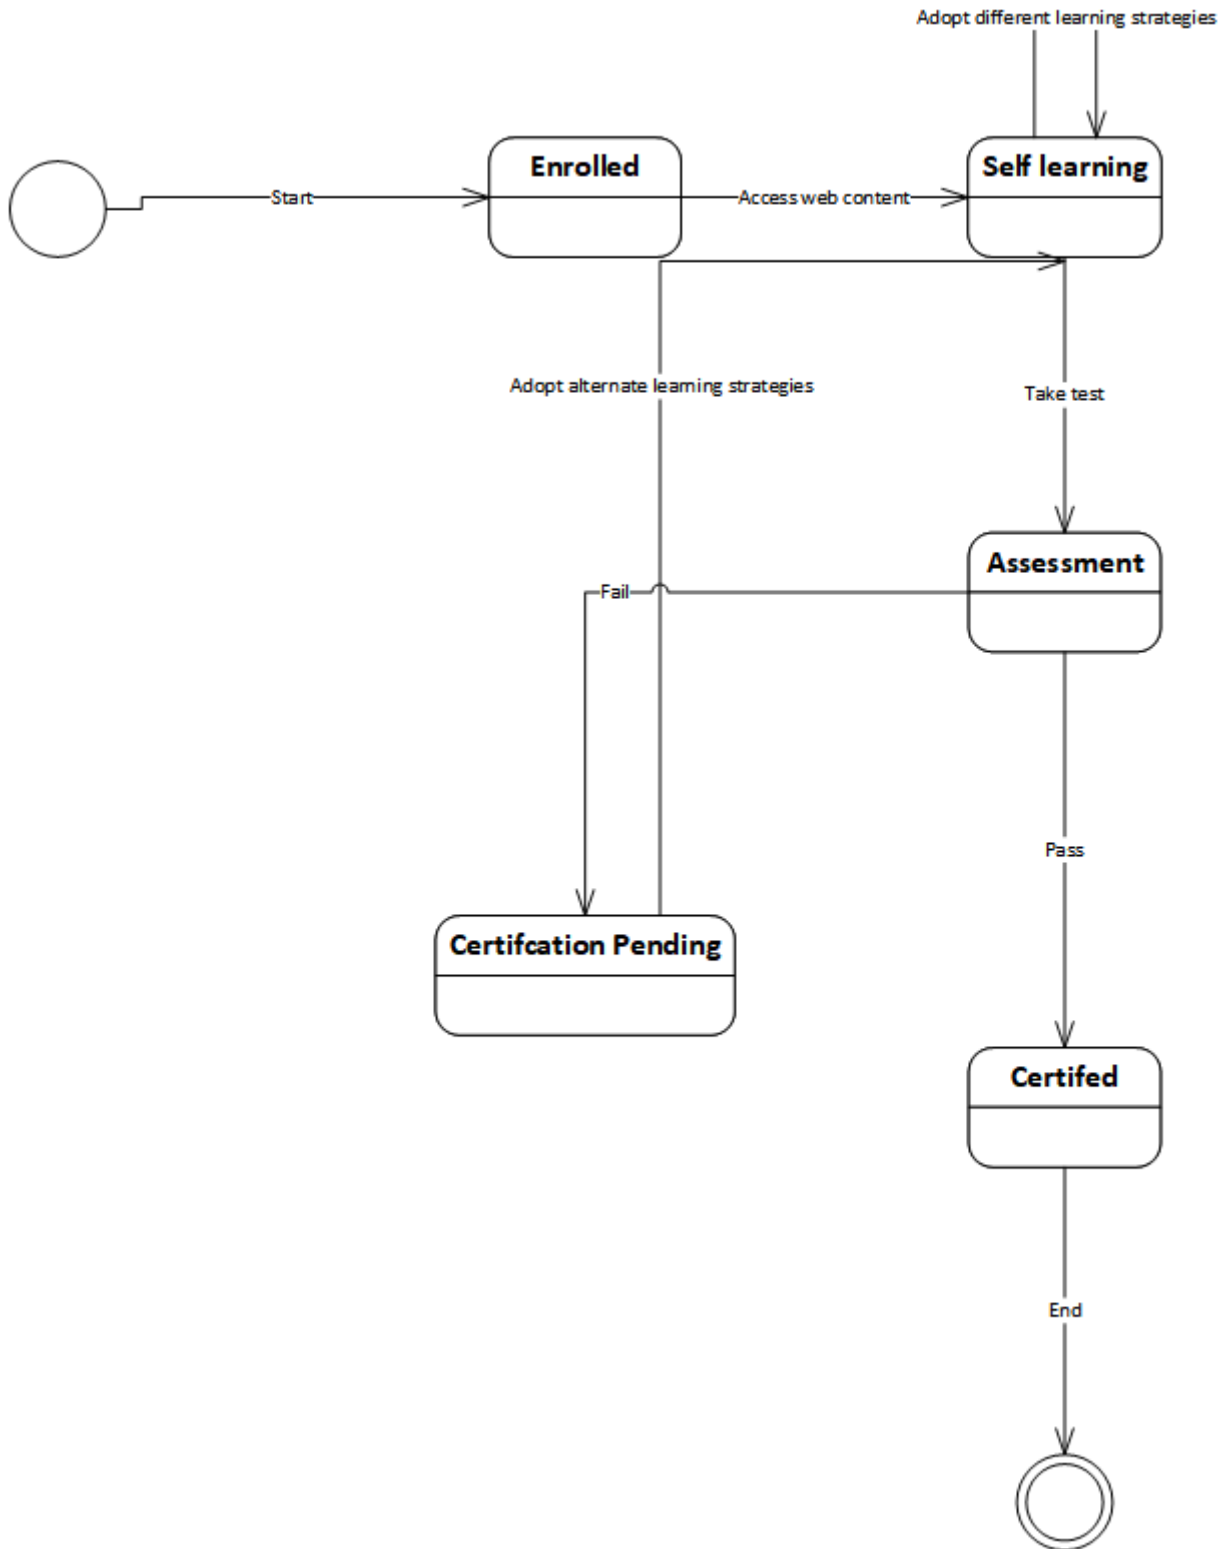 Adopt different learning strategies
Enrolled
Self learning
Start
Access web content
Adopt alternate learning strategies
Take test
Assessment
Fail
Pass
Certifcation Pending
Certifed
End